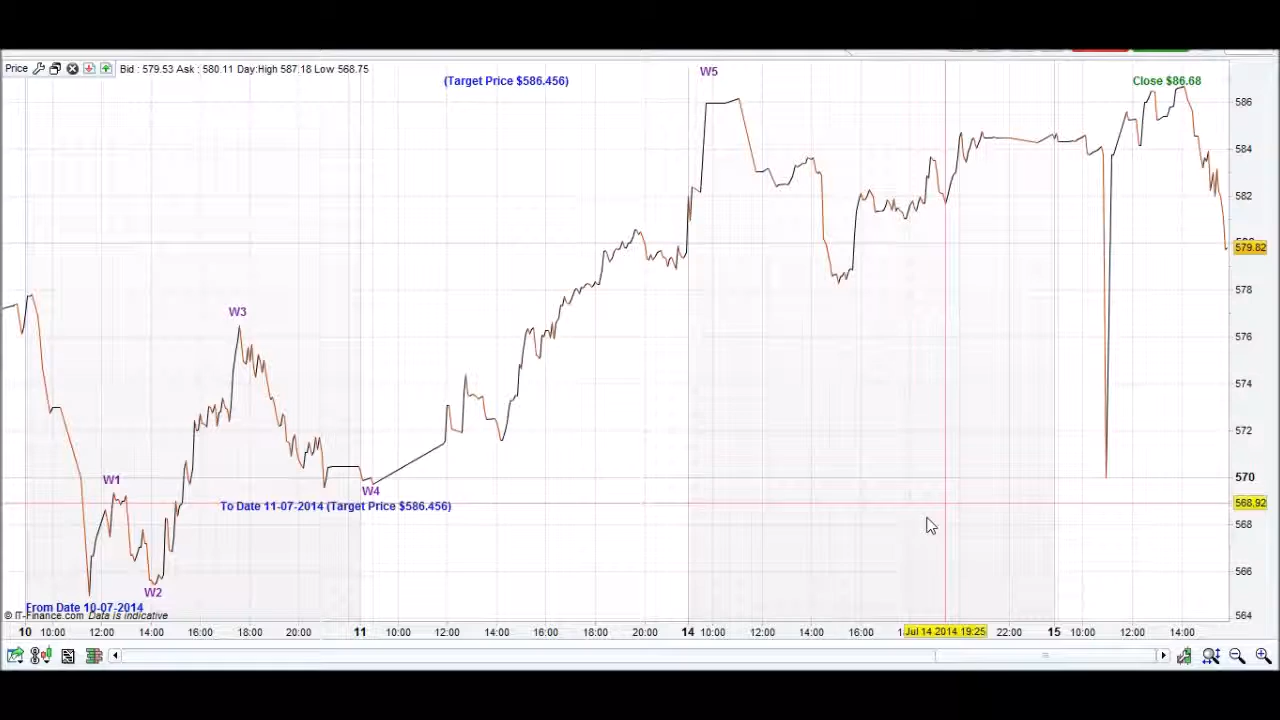 Price Bid : 579.53 Ask : 580.11 Day:High 587.18 Low 568.75
W5
(Target Price $586.456)
Close $86.68
586
584
582
579.82
578
576
W3
574
572
570
W1
W4
To Date 11-07-2014 (Target Price $586.456)
568.92
568
566
W2
From Date 10-07-2014
© IT-Finance.com Data is indicative
564
10 10:00 12:00 14:00 16:00 18:00 20:00 11 10:00 12:00 14:00 16:00 18:00 20:00 14 10:00 12:00 14:00 16:00 Jul 14 2014 19:25 22:00 15 10:00 12:00 14:00